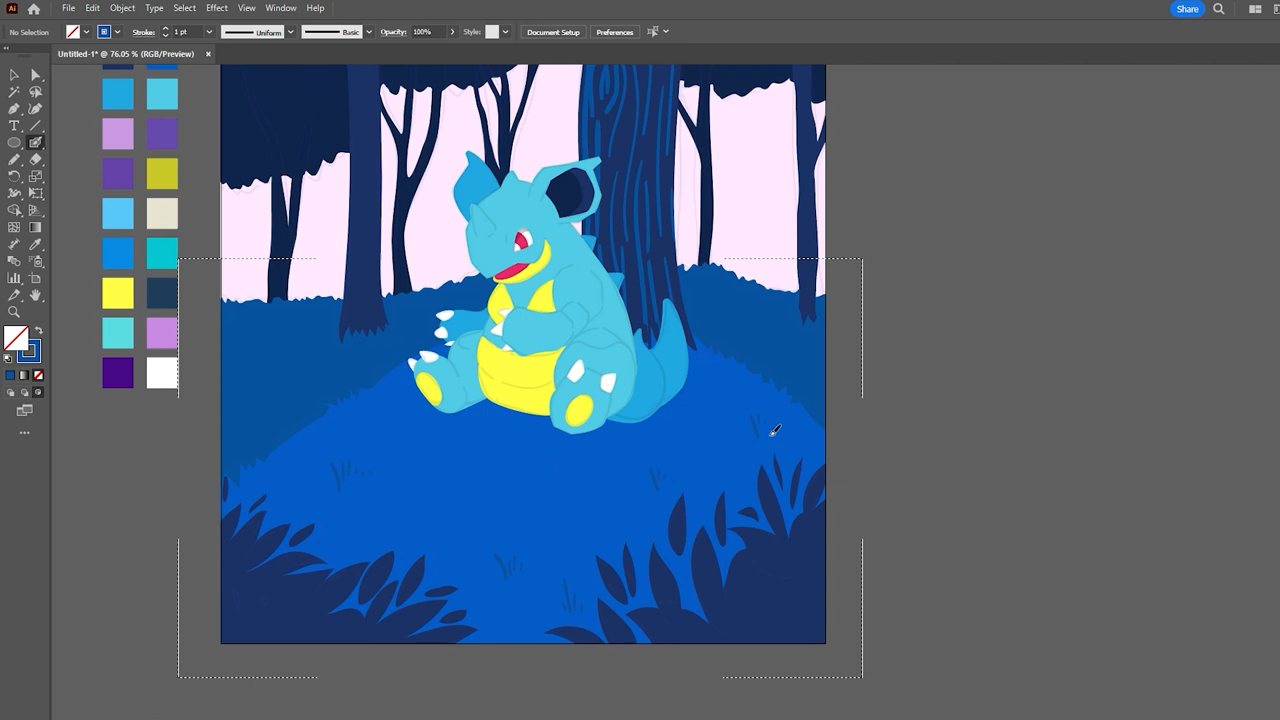 Ai File Edit Object Type Select Effect View Window Help Share
No Selection Stroke: 1 pt Uniform Basic Opacity: 100% Style: Document Setup Preferences
Untitled-1* @ 76.05 % (RGB/Preview) ×